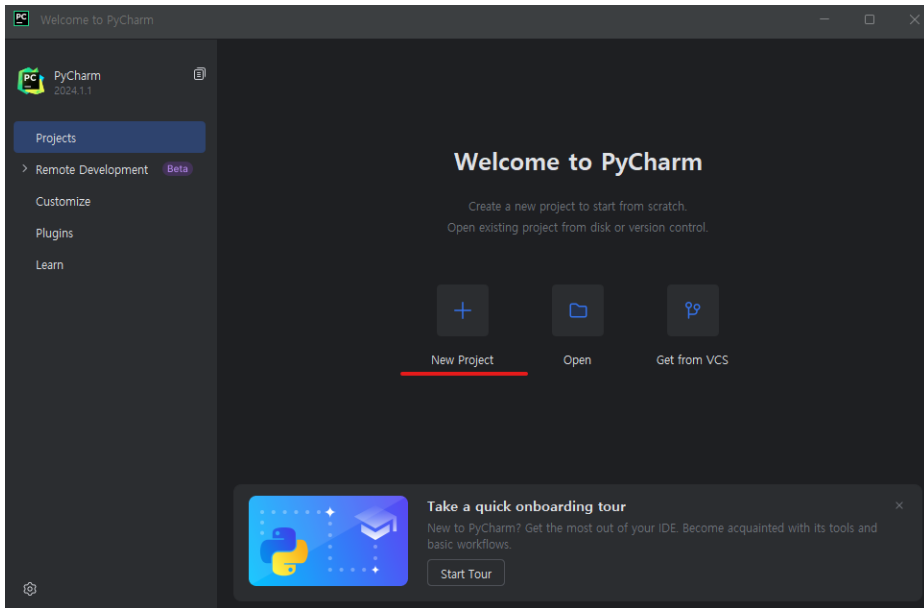 PC Welcome to PyCharm
PC PyCharm
2024.1.1
Projects
Remote Development Beta
Customize
Plugins
Learn
Welcome to PyCharm
Create a new project to start from scratch.
Open existing project from disk or version control.
New Project Open Get from VCS
Take a quick onboarding tour
New to PyCharm? Get the most out of your IDE. Become acquainted with its tools and
basic workflows.
Start Tour